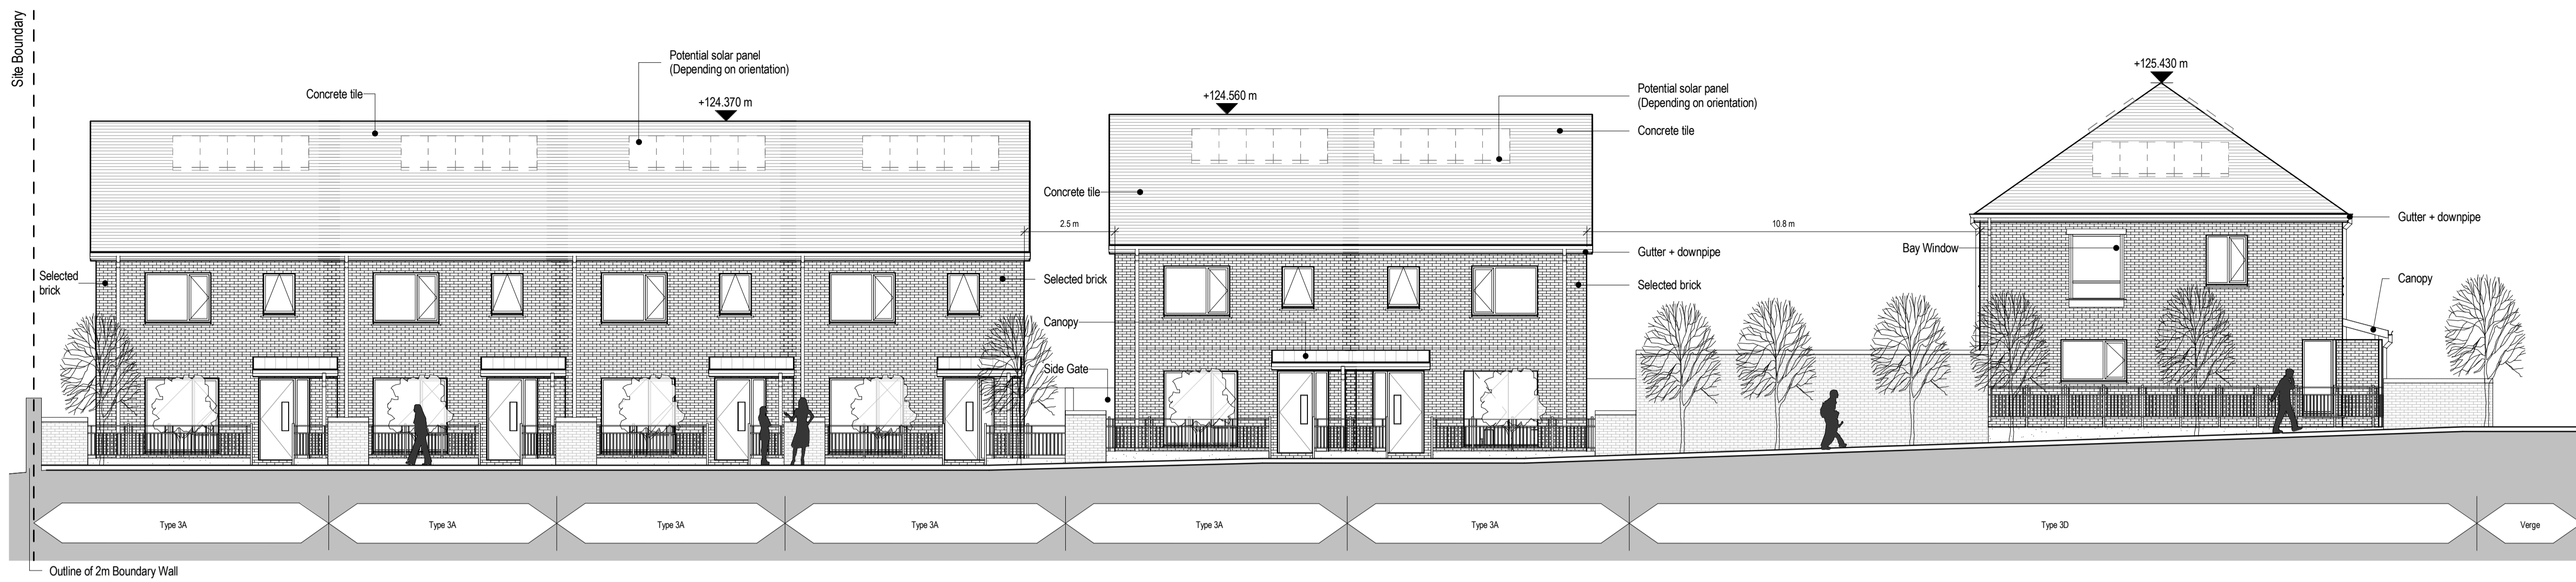 Site Boundary
Concrete tile
Potential solar panel
(Depending on orientation)
+124.370 m
+124.560 m
Potential solar panel
(Depending on orientation)
Concrete tile
+125.430 m
Concrete tile
2.5 m
10.8 m
Gutter + downpipe
Bay Window
Gutter + downpipe
Selected
brick
Selected brick
Selected brick
Canopy
Canopy
Side Gate
Type 3A
Type 3A
Type 3A
Type 3A
Type 3A
Type 3A
Type 3D
Verge
Outline of 2m Boundary Wall